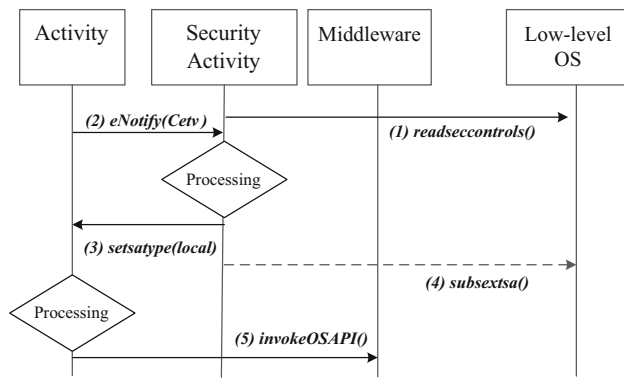 Activity
Security
Activity
Middleware
Low-level
OS
(2) eNotify(Cetv)
(1) readseccontrols()
Processing
(3) setsatype(local)
(4) subsextsa()
Processing
(5) invokeOSAPI()